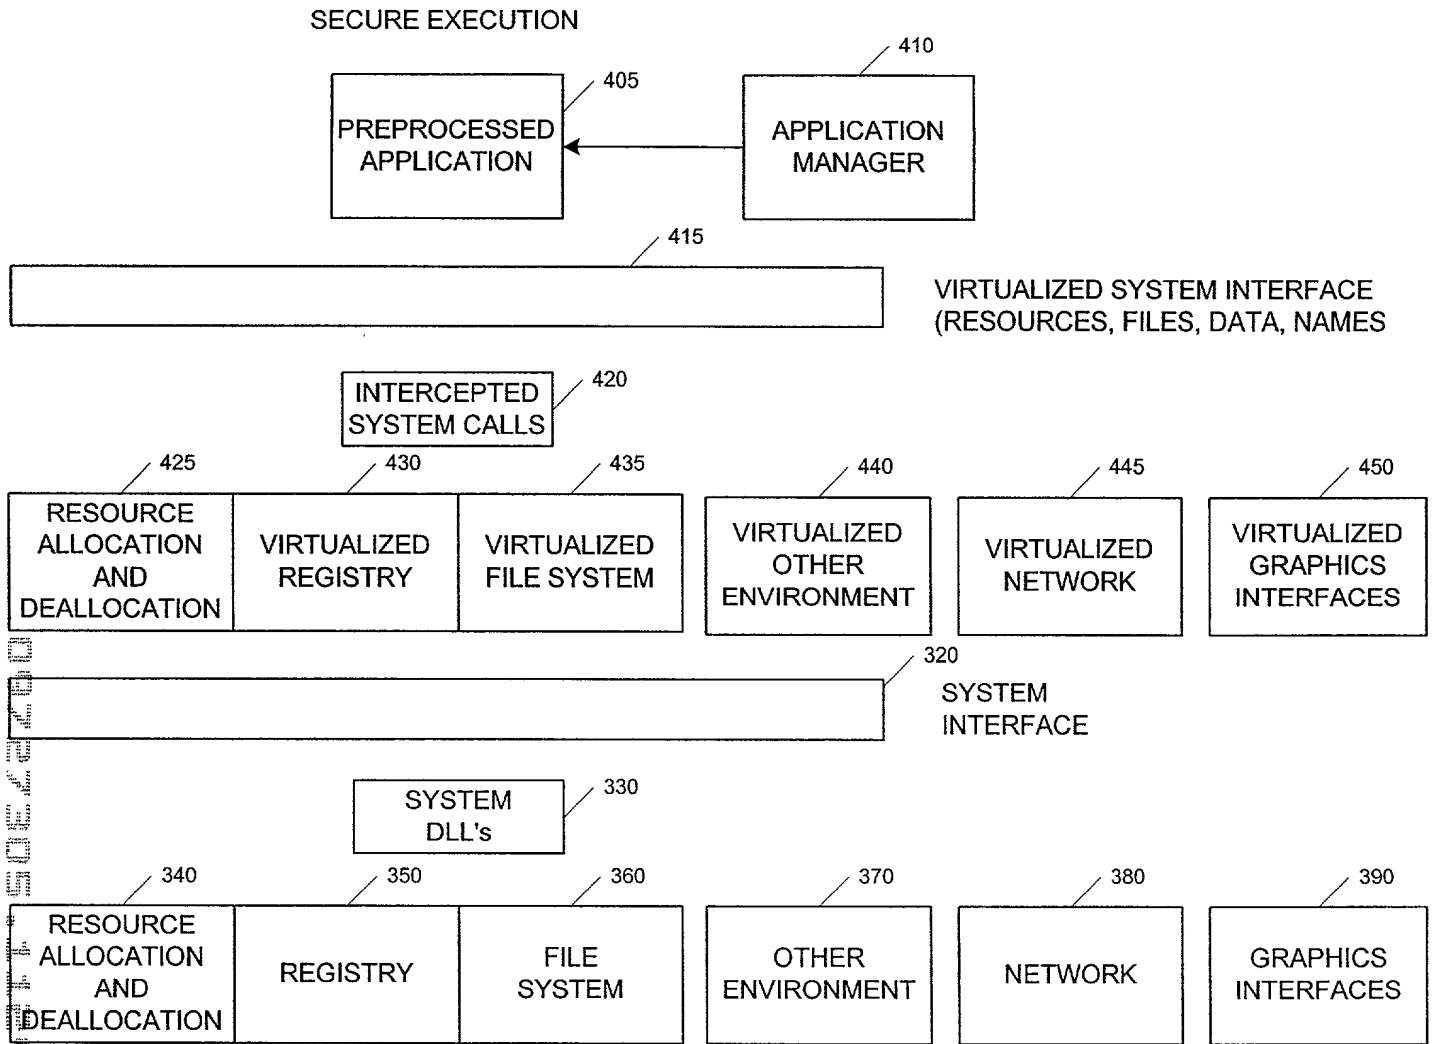 SECURE EXECUTION
410
405
PREPROCESSED
APPLICATION
APPLICATION
MANAGER
415
VIRTUALIZED SYSTEM INTERFACE
(RESOURCES, FILES, DATA, NAMES
INTERCEPTED
SYSTEM CALLS
420
425
430
435
440
445
450
RESOURCE
ALLOCATION
AND
DEALLOCATION
VIRTUALIZED
REGISTRY
VIRTUALIZED
FILE SYSTEM
VIRTUALIZED
OTHER
ENVIRONMENT
VIRTUALIZED
NETWORK
VIRTUALIZED
GRAPHICS
INTERFACES
320
SYSTEM
INTERFACE
SYSTEM
DLL's
330
340
350
360
370
380
390
RESOURCE
ALLOCATION
AND
DEALLOCATION
REGISTRY
FILE
SYSTEM
OTHER
ENVIRONMENT
NETWORK
GRAPHICS
INTERFACES